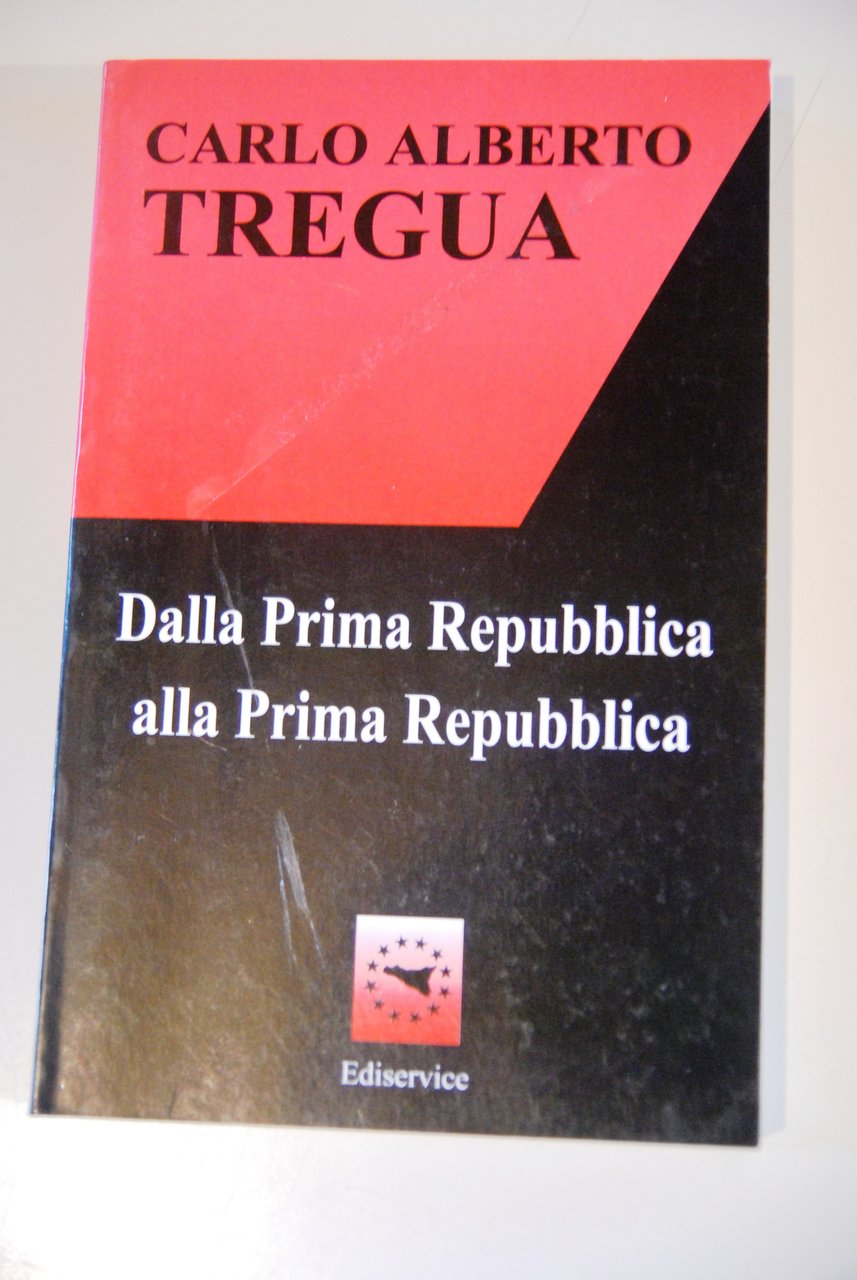 CARLO ALBERTO
TREGUA
Dalla Prima Repubblica
alla Prima Repubblica
Ediservice